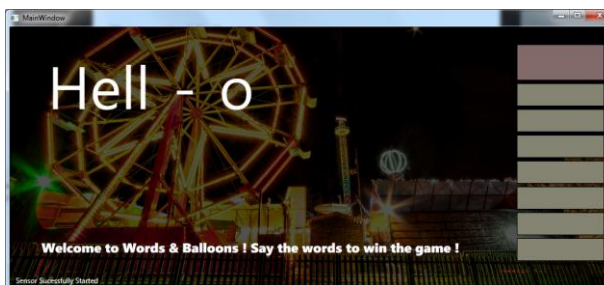 MainWindow
Hell - o
Welcome to Words & Balloons ! Say the words to win the game !
Sensor Sucessfully Started